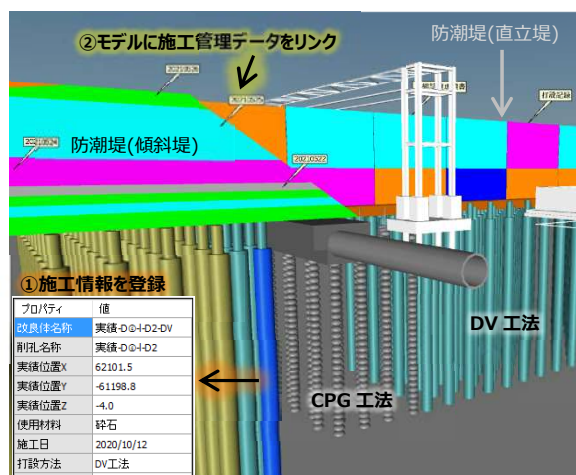 ②モデルに施工管理データをリンク
防潮堤(直立堤)
20210526
20210525
打設記録
防潮堤(傾斜堤)
20210522
①施工情報を登録
プロパティ 値
改良体名称 実績-D①-I-D2-DV
削孔名称 実績-D①-I-D2
実績位置X 62101.5
実績位置Y -61198.8
実績位置Z -4.0
使用材料 砕石
施工日 2020/10/12
打設方法 DV工法
DV 工法
CPG 工法